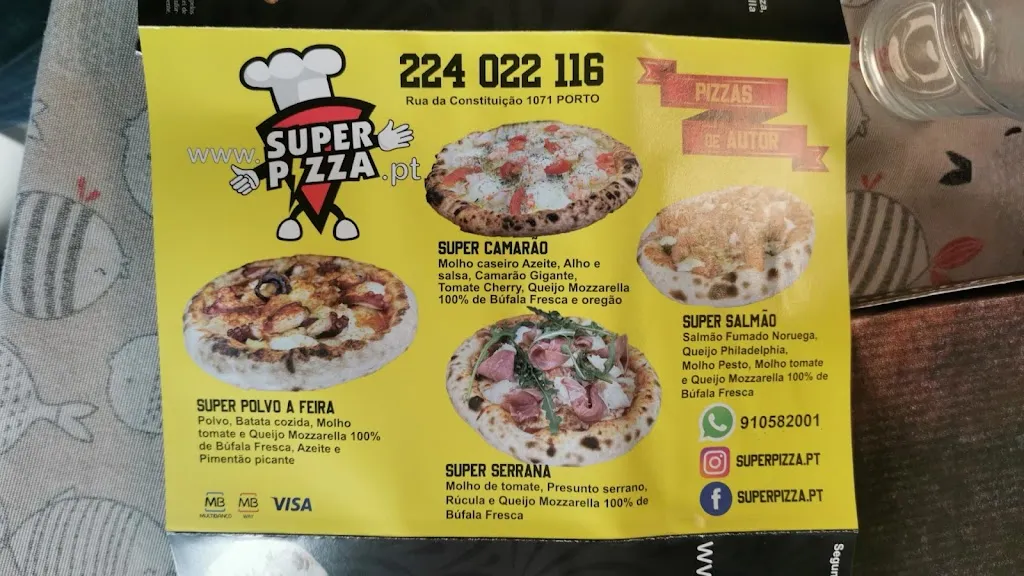 224 022 116
Rua da Constituição 1071 PORTO
www.
SUPER
PIZZA
.pt
PIZZAS
DE AUTOR
SUPER CAMARÃO
Molho caseiro Azeite, Alho e
salsa, Camarão Gigante,
Tomate Cherry, Queijo Mozzarella
100% de Búfala Fresca e oregão
SUPER SALMÃO
Salmão Fumado Noruega,
Queijo Philadelphia,
Molho Pesto, Molho tomate
e Queijo Mozzarella 100% de
Búfala Fresca
SUPER POLVO A FEIRA
Polvo, Batata cozida, Molho
tomate e Queijo Mozzarella 100%
de Búfala Fresca, Azeite e
Pimentão picante
SUPER SERRANA
Molho de tomate, Presunto serrano,
Rúcula e Queijo Mozzarella 100% de
Búfala Fresca
910582001
SUPERPIZZA.PT
SUPERPIZZA.PT
MB
MULTIBANCO
MB
WAY
VISA